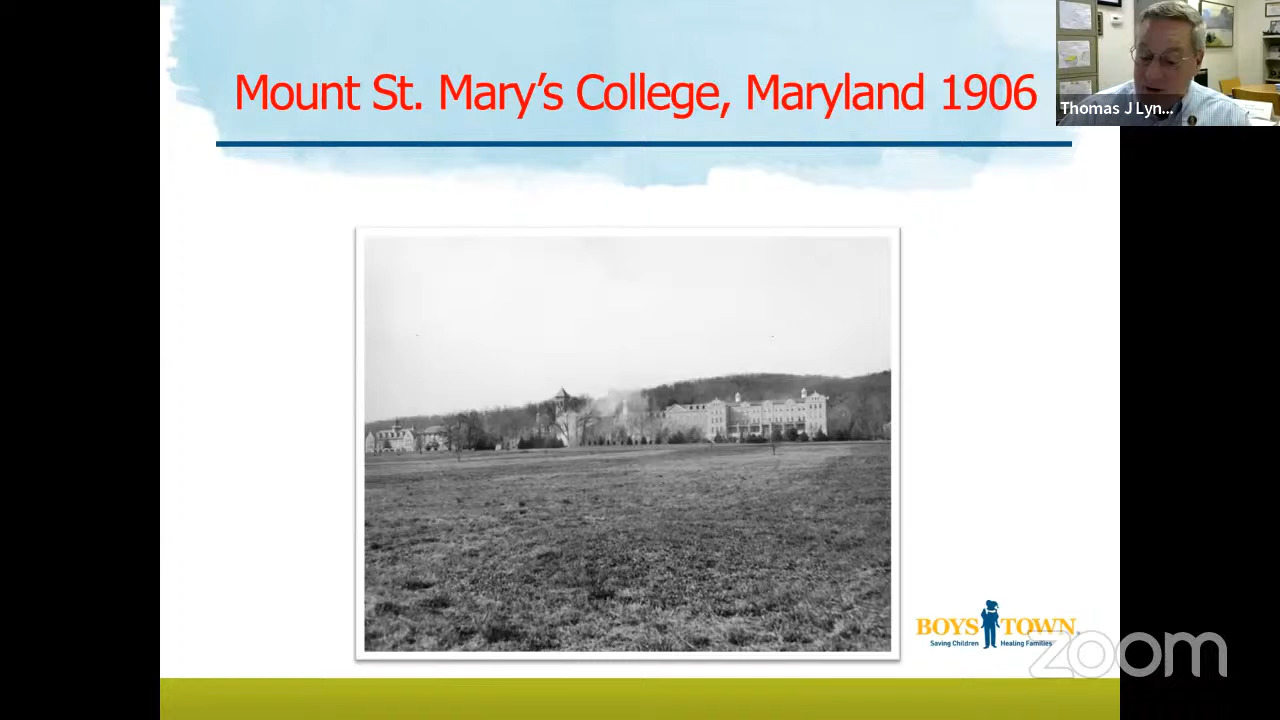 Mount St. Mary's College, Maryland 1906
Thomas J Lyn...
BOYS TOWN
Saving Children Healing Families
zoom